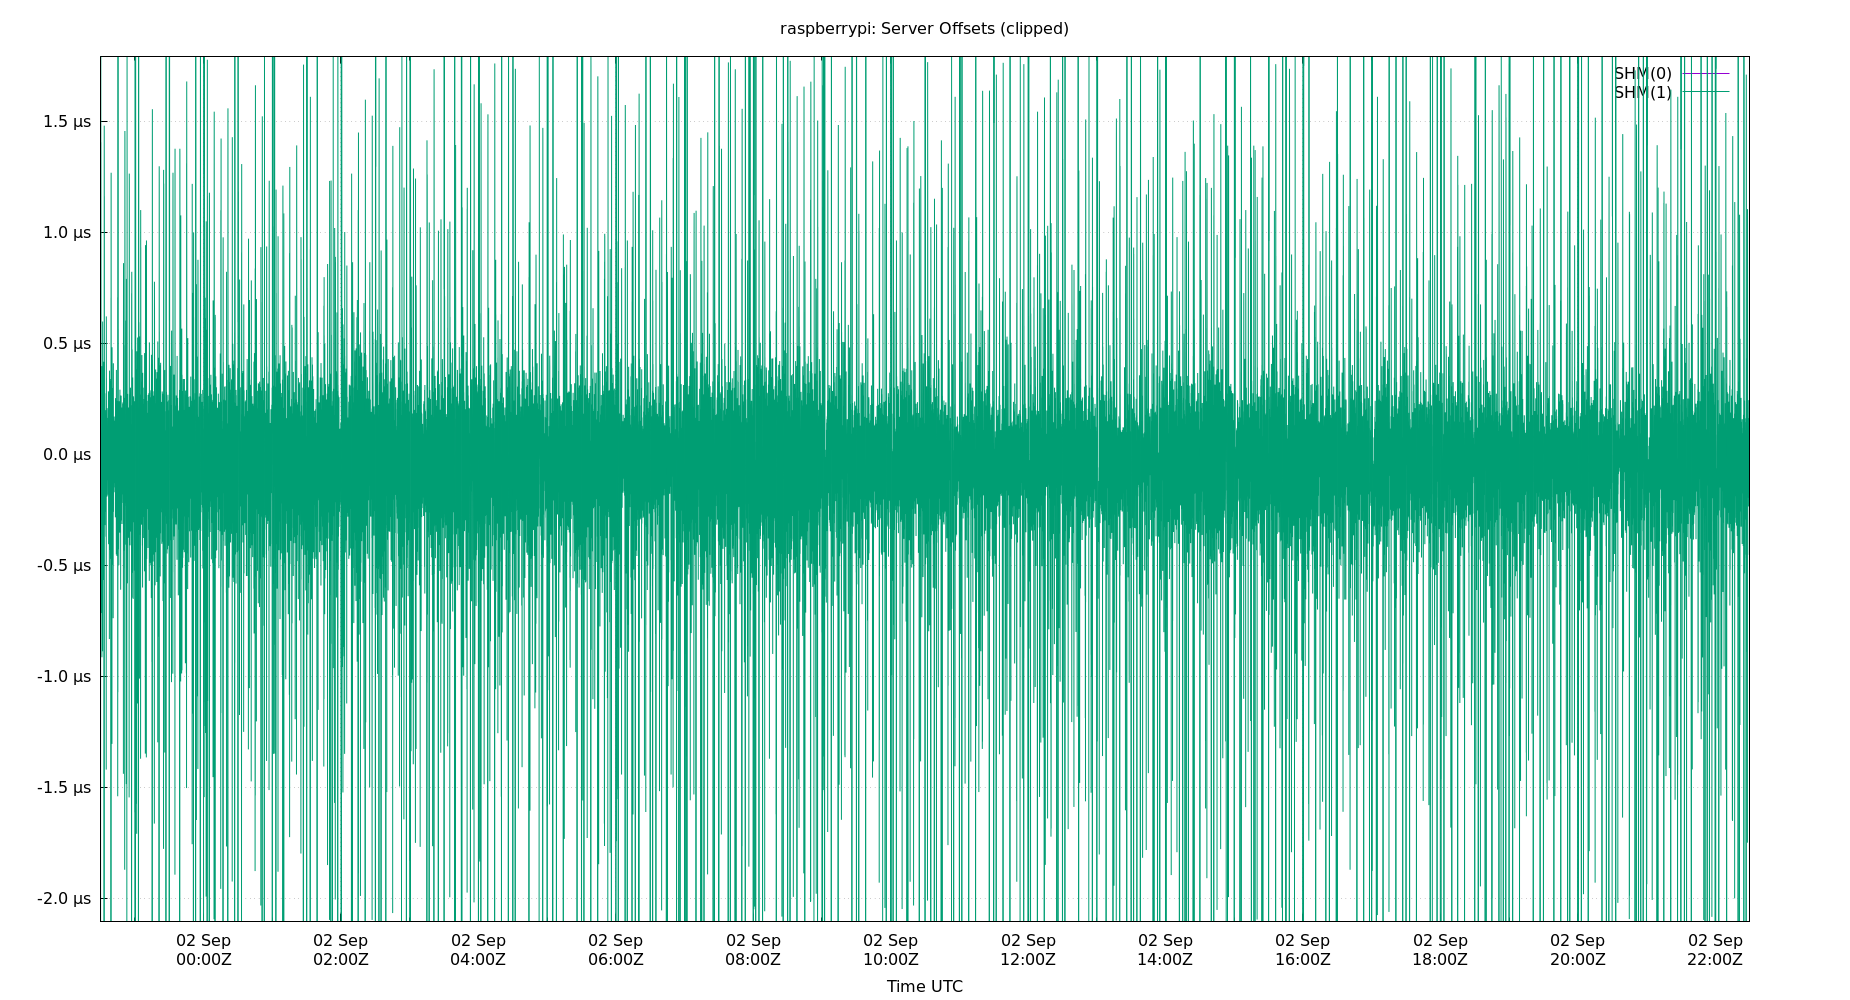 raspberrypi: Server Offsets (clipped)
SHM(0)
SHM(1)
1.5 µs
1.0 µs
0.5 µs
0.0 µs
-0.5 µs
-1.0 µs
-1.5 µs
-2.0 µs
02 Sep 02 Sep 02 Sep 02 Sep 02 Sep 02 Sep 02 Sep 02 Sep 02 Sep 02 Sep 02 Sep 02 Sep
00:00Z 02:00Z 04:00Z 06:00Z 08:00Z 10:00Z 12:00Z 14:00Z 16:00Z 18:00Z 20:00Z 22:00Z
Time UTC